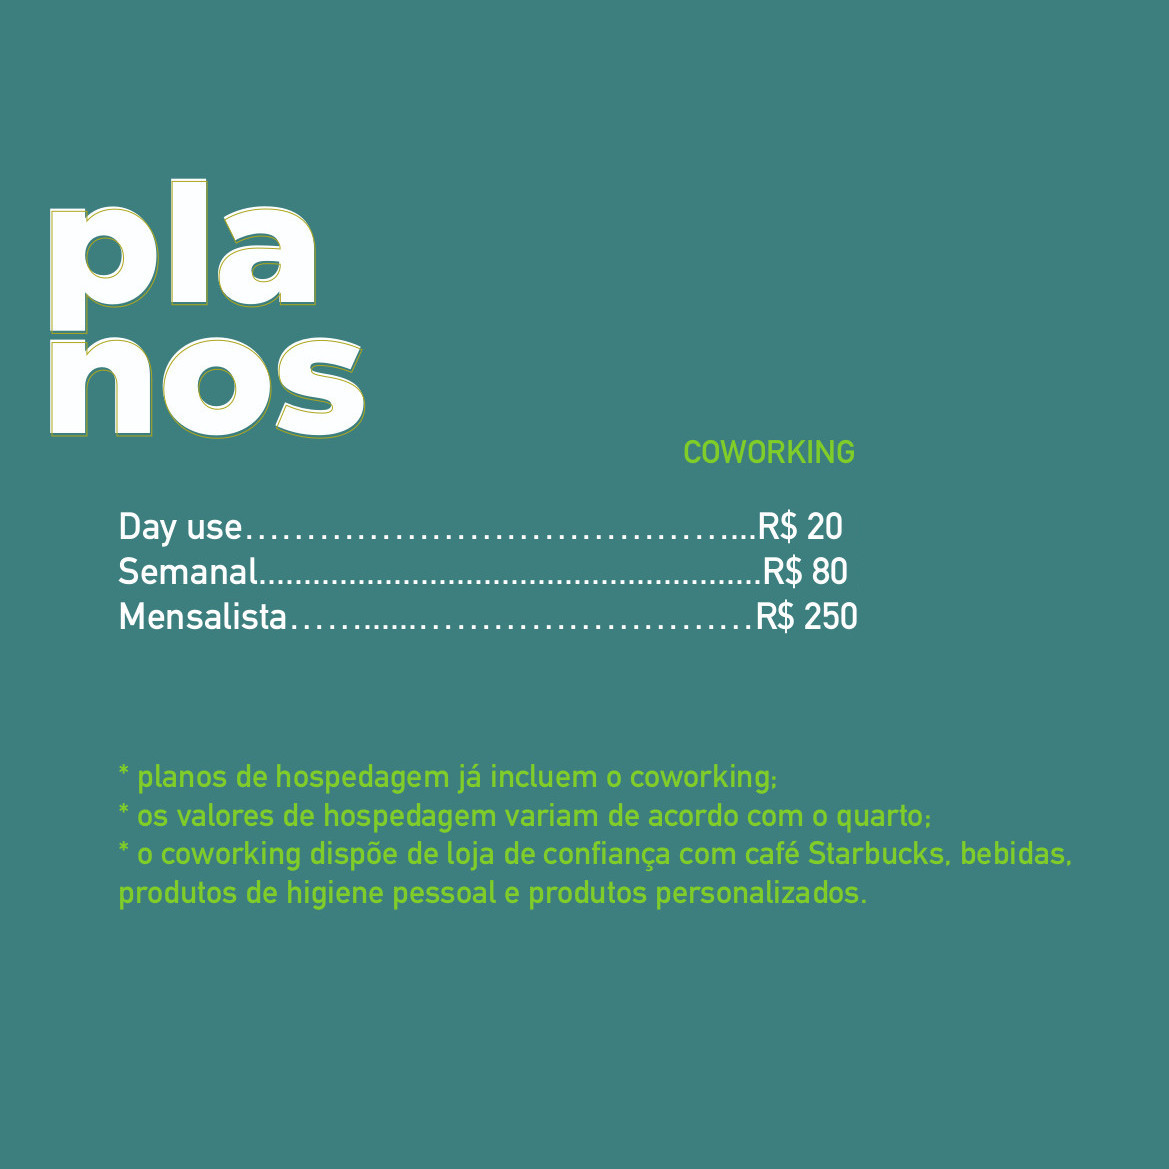 pla
nos
COWORKING
Day use.............................................R$ 20
Semanal........................................................R$ 80
Mensalista.............................................R$ 250
* planos de hospedagem já incluem o coworking;
* os valores de hospedagem variam de acordo com o quarto;
* o coworking dispõe de loja de confiança com café Starbucks, bebidas,
produtos de higiene pessoal e produtos personalizados.